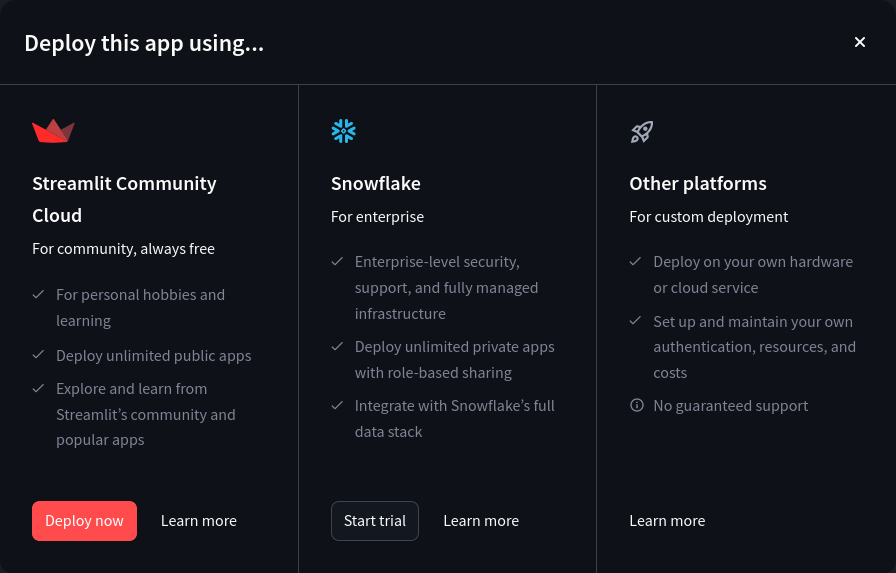 Deploy this app using...
Streamlit Community
Cloud
For community, always free
For personal hobbies and
learning
Deploy unlimited public apps
Explore and learn from
Streamlit’s community and
popular apps
Deploy now
Learn more
Snowflake
For enterprise
Enterprise-level security,
support, and fully managed
infrastructure
Deploy unlimited private apps
with role-based sharing
Integrate with Snowflake’s full
data stack
Start trial
Learn more
Other platforms
For custom deployment
Deploy on your own hardware
or cloud service
Set up and maintain your own
authentication, resources, and
costs
No guaranteed support
Learn more